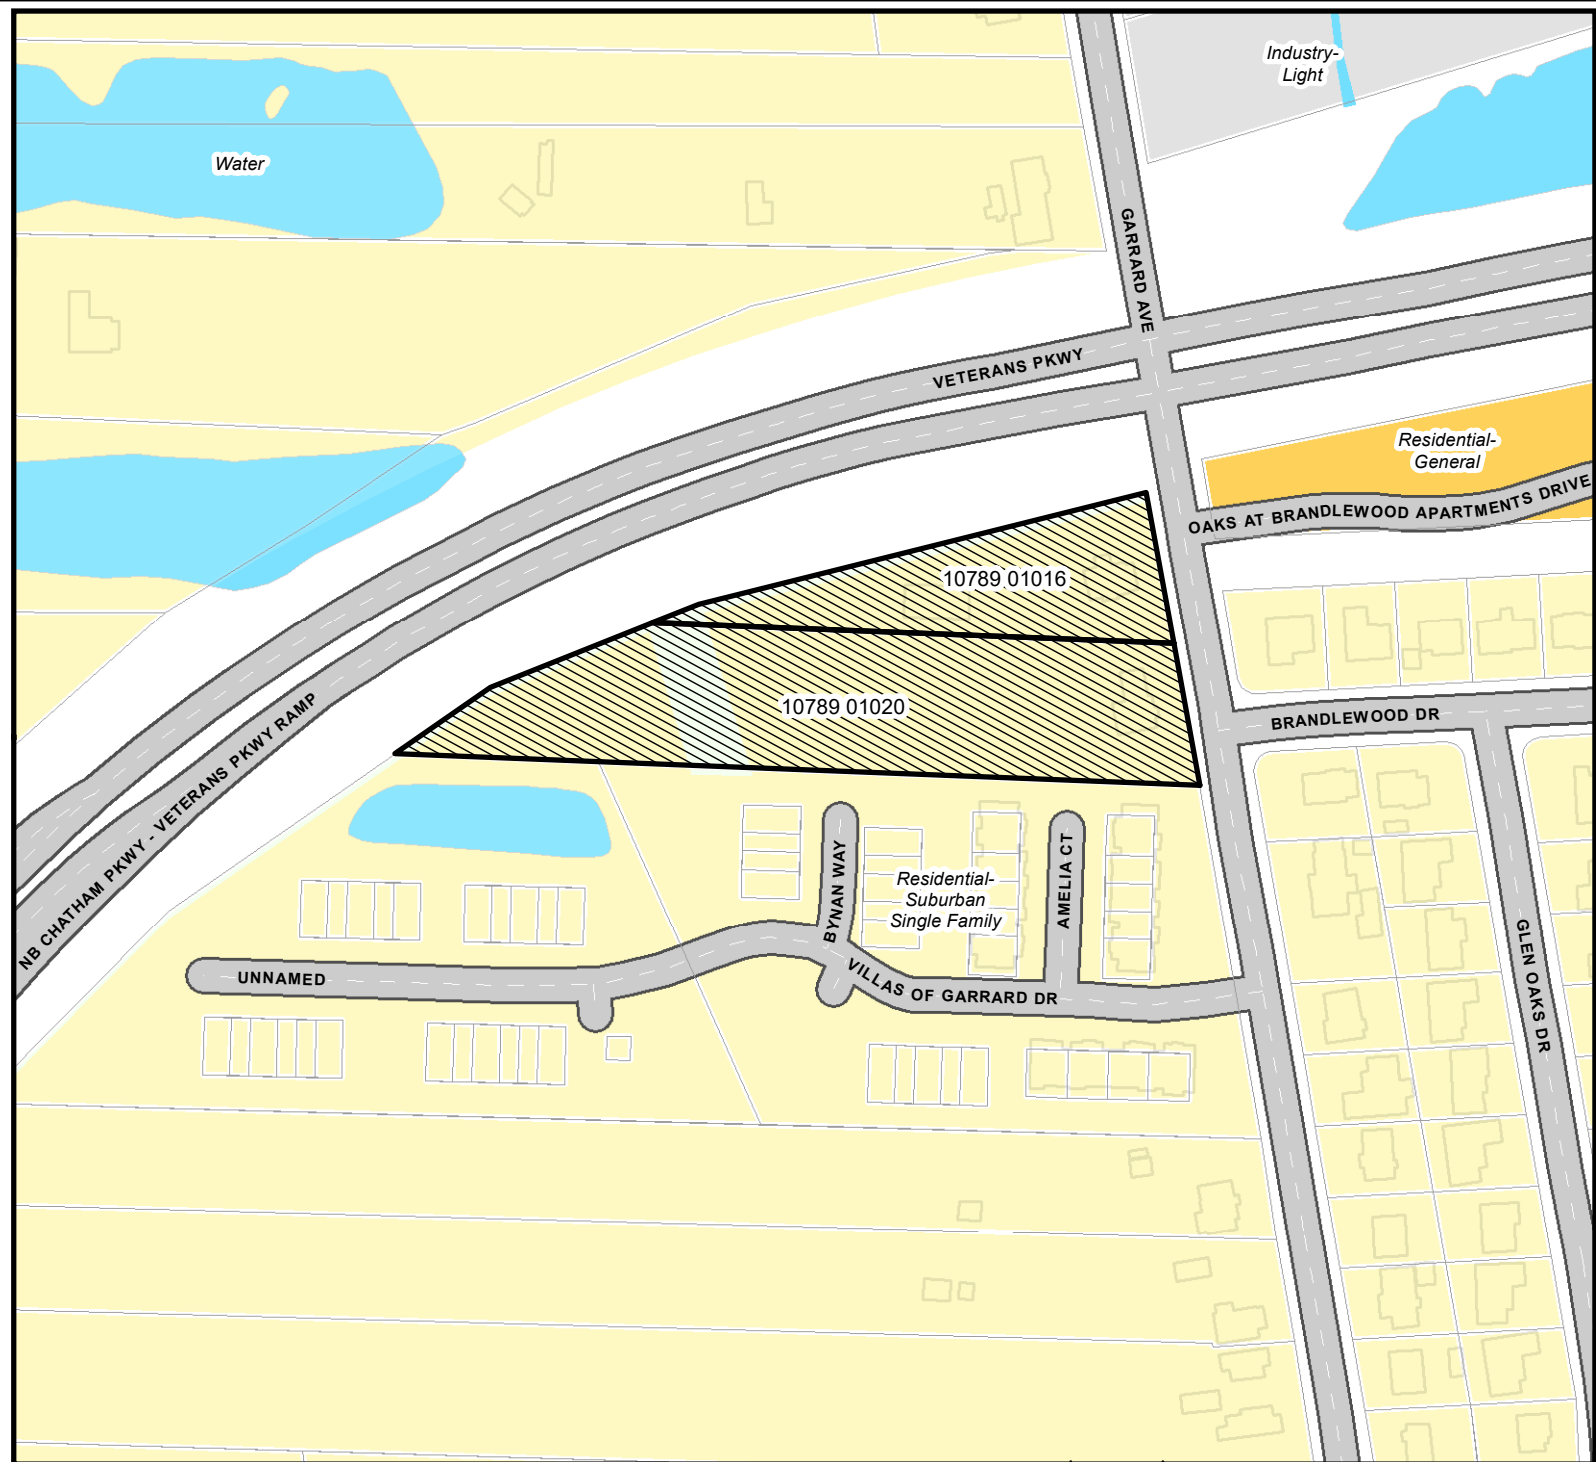 Industry-
Light
Water
GARRARD AVE
VETERANS PKWY
Residential-
General
OAKS AT BRANDLEWOOD APARTMENTS DRIVE
10789 01016
10789 01020
BRANDLEWOOD DR
NB CHATHAM PKWY - VETERANS PKWY RAMP
BYNAN WAY
AMELIA CT
Residential-
Suburban
Single Family
UNNAMED
VILLAS OF GARRARD DR
GLEN OAKS DR